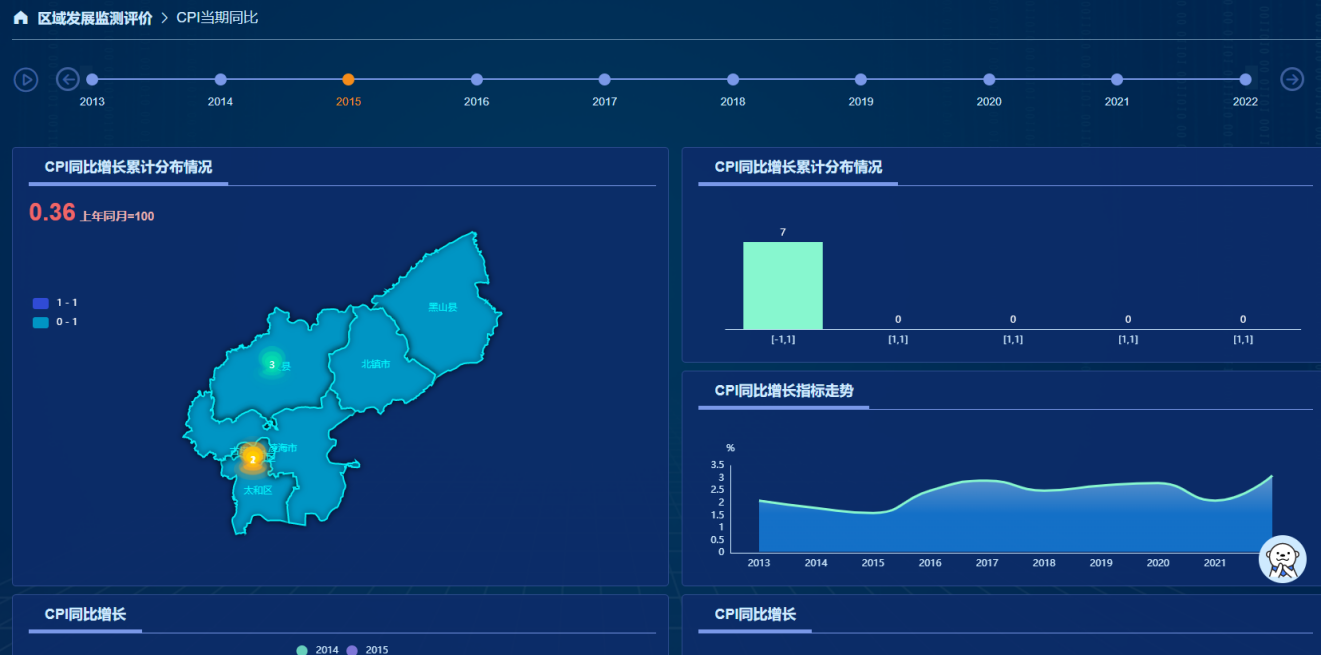 区域发展监测评价 > CPI当期同比
2013 2014 2015 2016 2017 2018 2019 2020 2021 2022
CPI同比增长累计分布情况
0.36 上年同月=100
1 - 1
0 - 1
黑山县
北镇市
3 县
凌海市
2
太和区
CPI同比增长累计分布情况
7 0 0 0 0
[-1,1] [1,1] [1,1] [1,1] [1,1]
CPI同比增长指标走势
%
3.5
3
2.5
2
1.5
1
0.5
0
2013 2014 2015 2016 2017 2018 2019 2020 2021
CPI同比增长
2014 2015
CPI同比增长